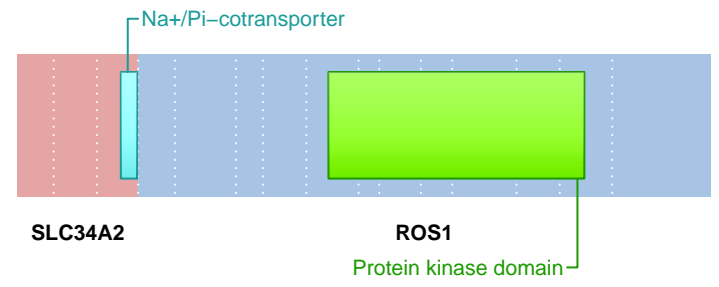 Na+/Pi−cotransporter
SLC34A2
ROS1
Protein kinase domain